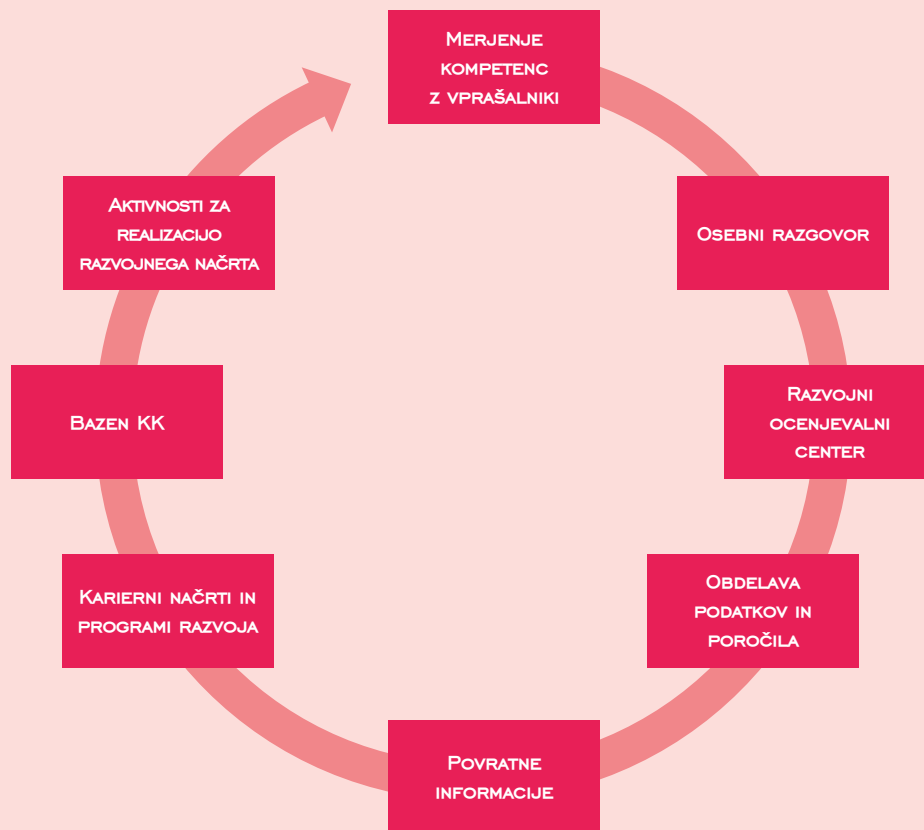 Merjenje
kompetenc
z vprašalniki
Osebni razgovor
Razvojni
ocenjevalni
center
Obdelava
podatkov in
poročila
Povratne
informacije
Karierni načrti in
programi razvoja
Bazen KK
Aktivnosti za
realizacijo
razvojnega načrta